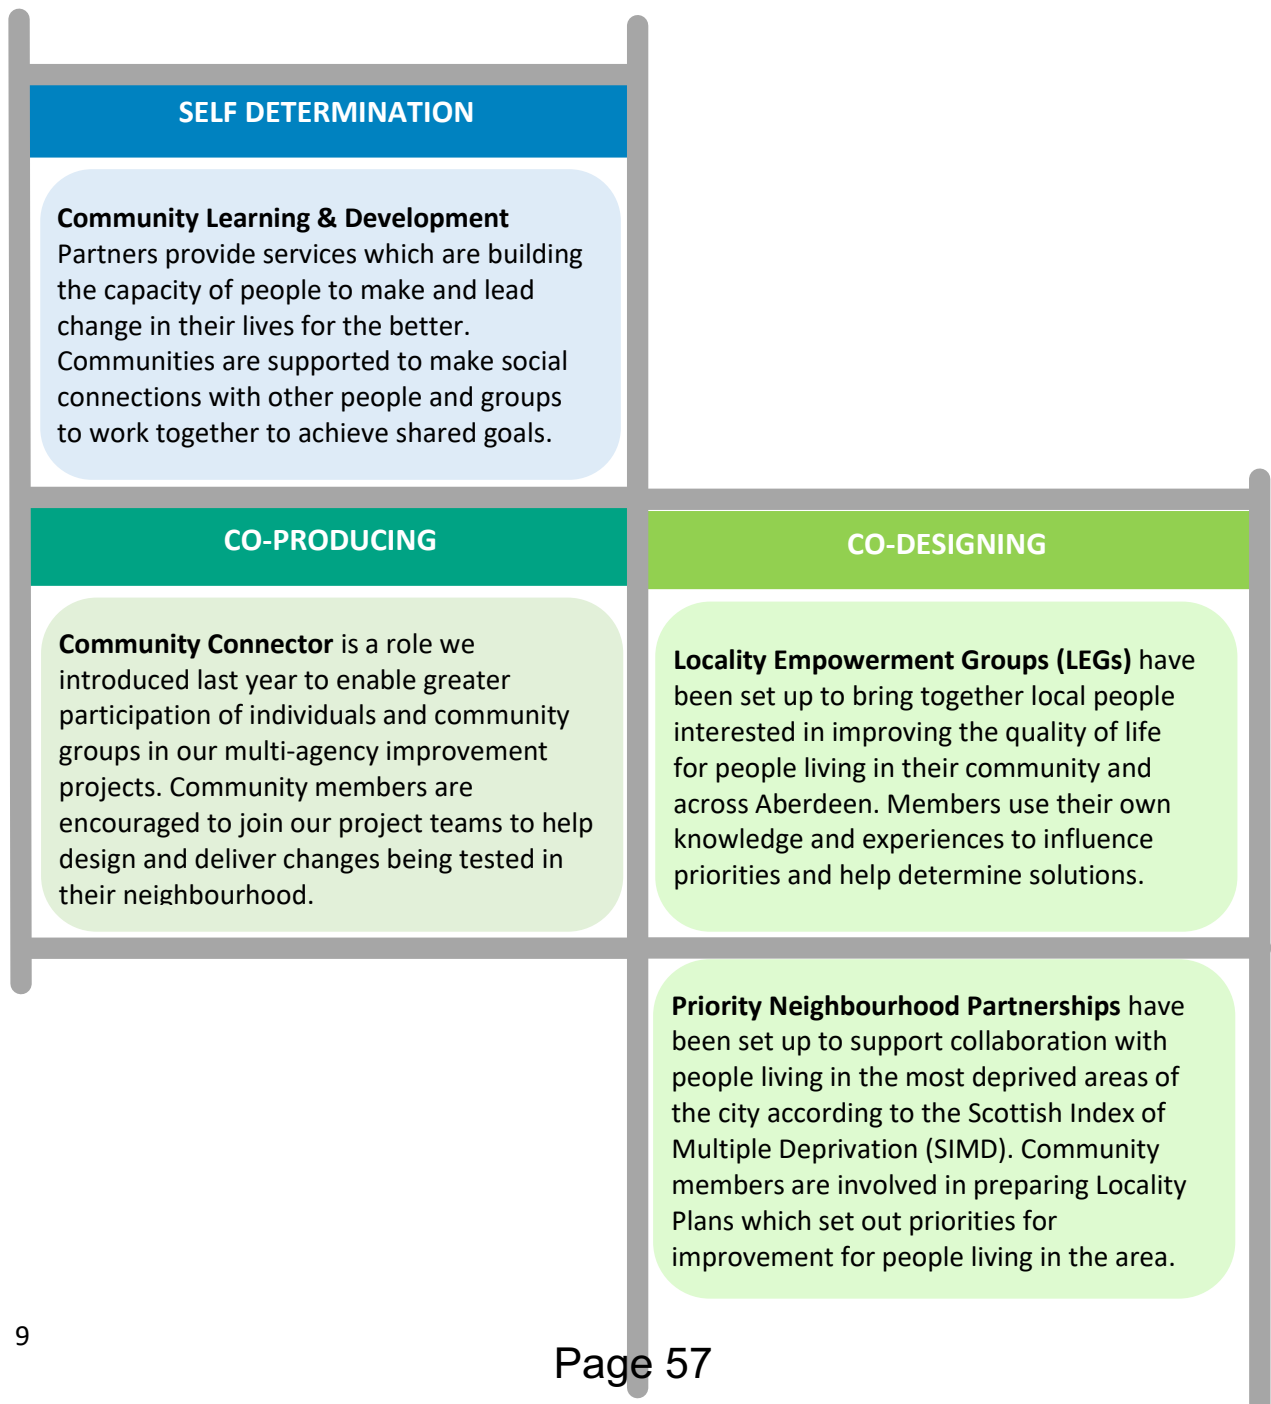 SELF DETERMINATION
Community Learning & Development
Partners provide services which are building
the capacity of people to make and lead
change in their lives for the better.
Communities are supported to make social
connections with other people and groups
to work together to achieve shared goals.
CO-PRODUCING
Community Connector is a role we
introduced last year to enable greater
participation of individuals and community
groups in our multi-agency improvement
projects. Community members are
encouraged to join our project teams to help
design and deliver changes being tested in
their neighbourhood.
CO-DESIGNING
Locality Empowerment Groups (LEGs) have
been set up to bring together local people
interested in improving the quality of life
for people living in their community and
across Aberdeen. Members use their own
knowledge and experiences to influence
priorities and help determine solutions.
Priority Neighbourhood Partnerships have
been set up to support collaboration with
people living in the most deprived areas of
the city according to the Scottish Index of
Multiple Deprivation (SIMD). Community
members are involved in preparing Locality
Plans which set out priorities for
improvement for people living in the area.
9
Page 57